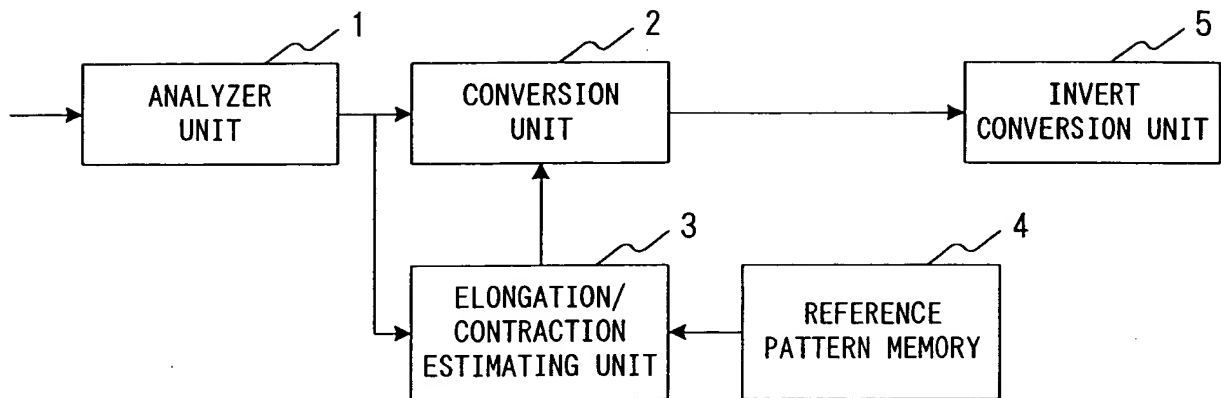 1
ANALYZER
UNIT
2
CONVERSION
UNIT
5
INVERT
CONVERSION UNIT
3
ELONGATION/
CONTRACTION
ESTIMATING UNIT
4
REFERENCE
PATTERN MEMORY